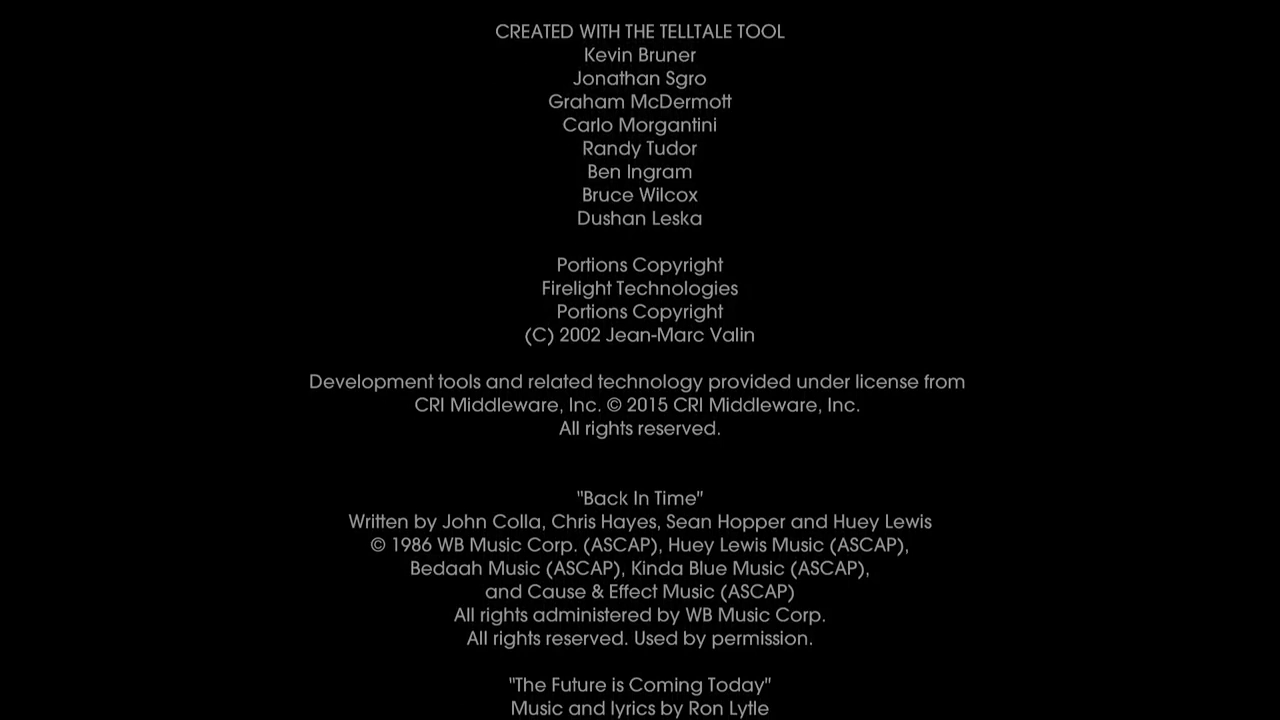 CREATED WITH THE TELLTALE TOOL
Kevin Bruner
Jonathan Sgro
Graham McDermott
Carlo Morgantini
Randy Tudor
Ben Ingram
Bruce Wilcox
Dushan Leska
Portions Copyright
Firelight Technologies
Portions Copyright
(C) 2002 Jean-Marc Valin
Development tools and related technology provided under license from
CRI Middleware, Inc. © 2015 CRI Middleware, Inc.
All rights reserved.
"Back In Time"
Written by John Colla, Chris Hayes, Sean Hopper and Huey Lewis
© 1986 WB Music Corp. (ASCAP), Huey Lewis Music (ASCAP),
Bedaah Music (ASCAP), Kinda Blue Music (ASCAP),
and Cause & Effect Music (ASCAP)
All rights administered by WB Music Corp.
All rights reserved. Used by permission.
"The Future is Coming Today"
Music and lyrics by Ron Lytle